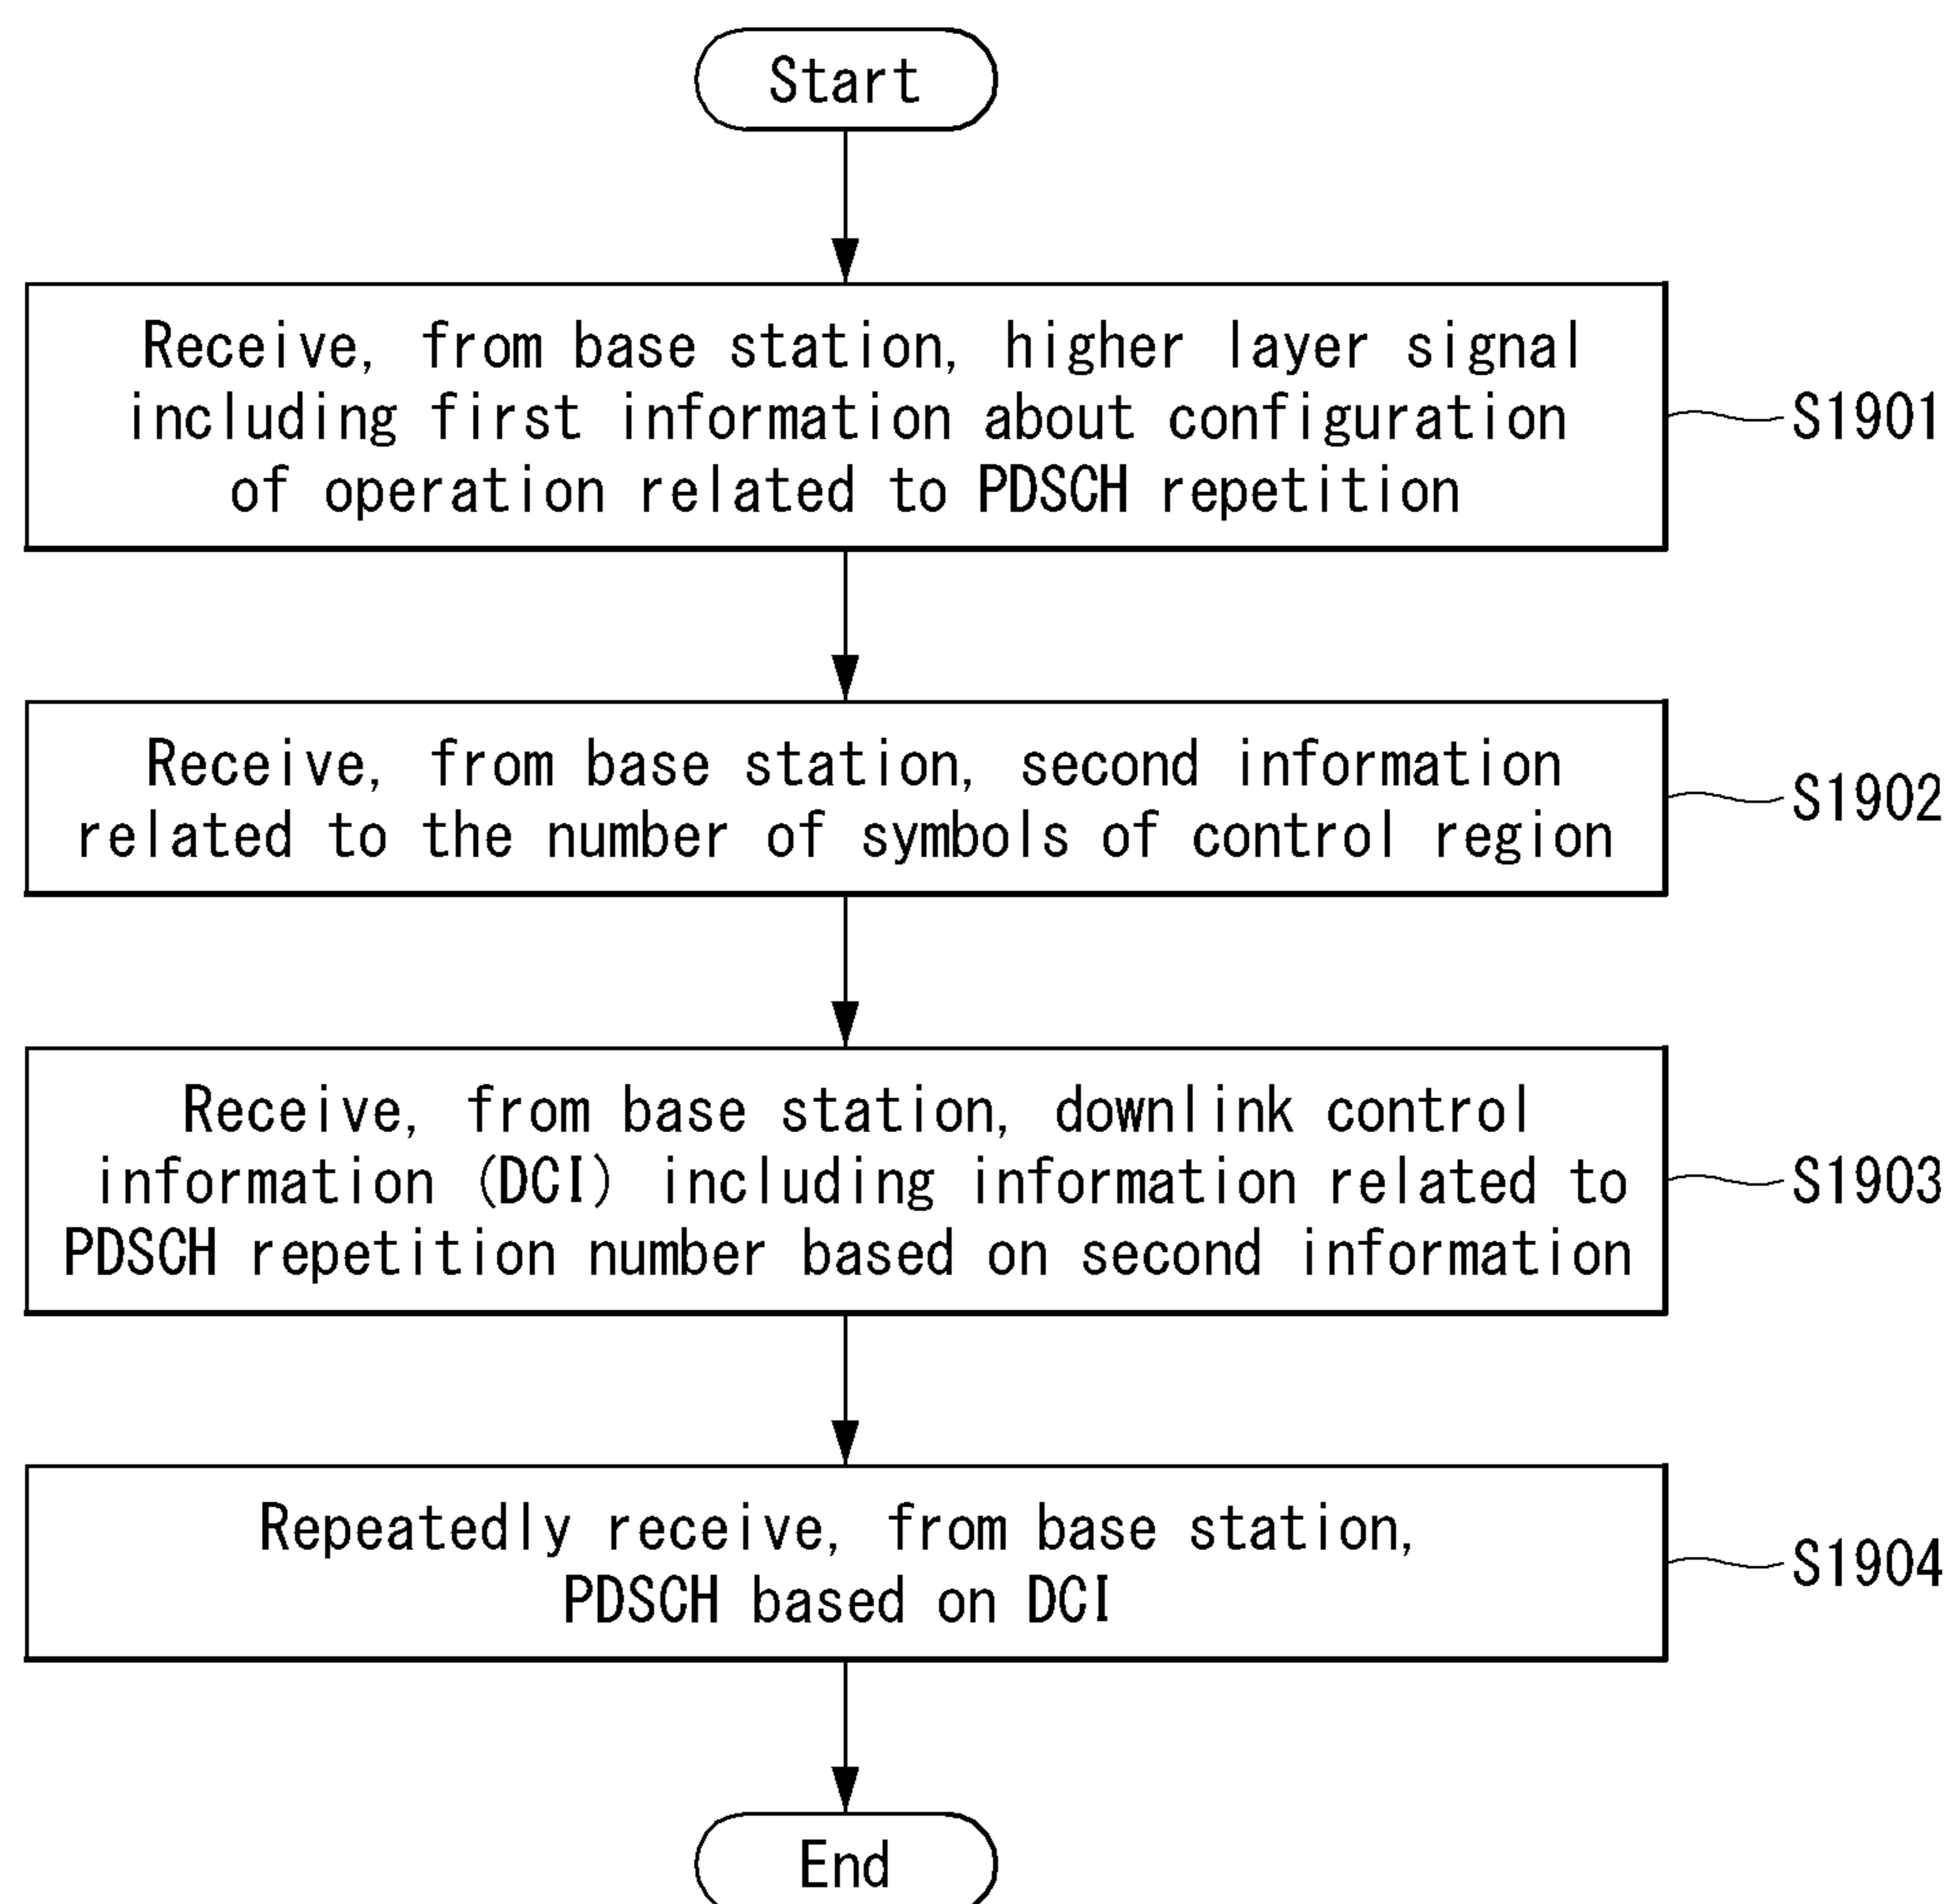 Start
Receive, from base station, higher layer signal
including first information about configuration
of operation related to PDSCH repetition
S1901
Receive, from base station, second information
related to the number of symbols of control region
S1902
Receive, from base station, downlink control
information (DCI) including information related to
PDSCH repetition number based on second information
S1903
Repeatedly receive, from base station,
PDSCH based on DCI
S1904
End